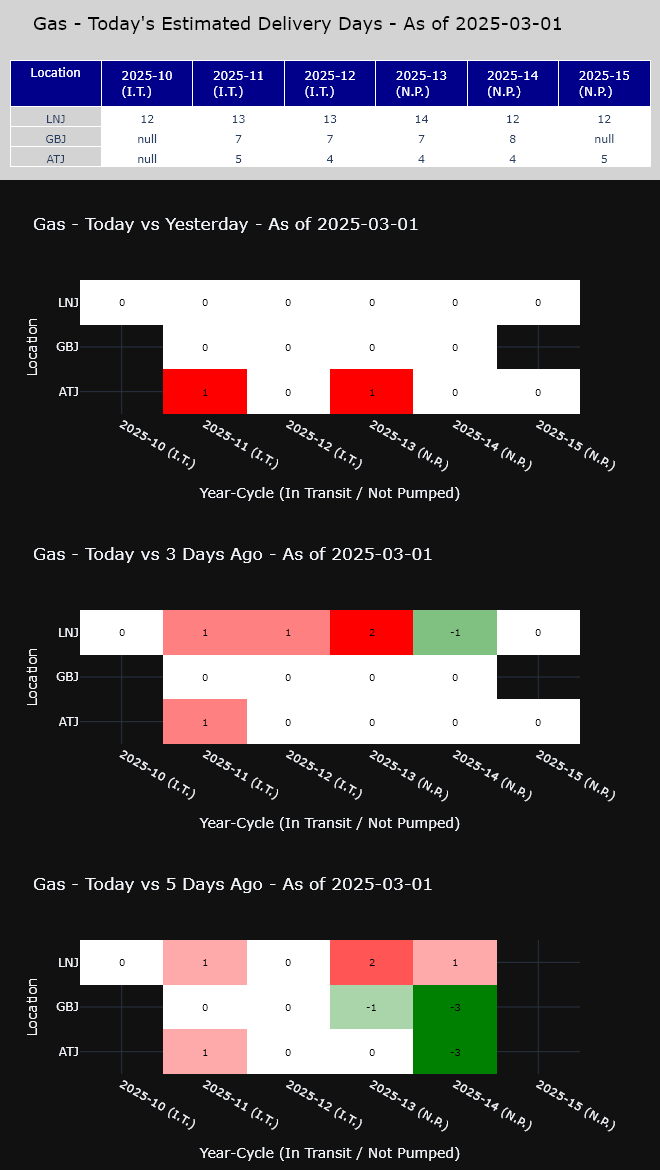 Gas - Today's Estimated Delivery Days - As of 2025-03-01
Location 2025-10 (I.T.) 2025-11 (I.T.) 2025-12 (I.T.) 2025-13 (N.P.) 2025-14 (N.P.) 2025-15 (N.P.)
LNJ 12 13 13 14 12 12
GBJ null 7 7 7 8 null
ATJ null 5 4 4 4 5
Gas - Today vs Yesterday - As of 2025-03-01
Location
LNJ 0 0 0 0 0 0
GBJ 0 0 0 0
ATJ 1 0 1 0 0
2025-10 (I.T.) 2025-11 (I.T.) 2025-12 (I.T.) 2025-13 (N.P.) 2025-14 (N.P.) 2025-15 (N.P.)
Year-Cycle (In Transit / Not Pumped)
Gas - Today vs 3 Days Ago - As of 2025-03-01
Location
LNJ 0 1 1 2 -1 0
GBJ 0 0 0 0
ATJ 1 0 0 0 0
2025-10 (I.T.) 2025-11 (I.T.) 2025-12 (I.T.) 2025-13 (N.P.) 2025-14 (N.P.) 2025-15 (N.P.)
Year-Cycle (In Transit / Not Pumped)
Gas - Today vs 5 Days Ago - As of 2025-03-01
Location
LNJ 0 1 0 2 1
GBJ 0 0 -1 -3
ATJ 1 0 0 -3
2025-10 (I.T.) 2025-11 (I.T.) 2025-12 (I.T.) 2025-13 (N.P.) 2025-14 (N.P.) 2025-15 (N.P.)
Year-Cycle (In Transit / Not Pumped)